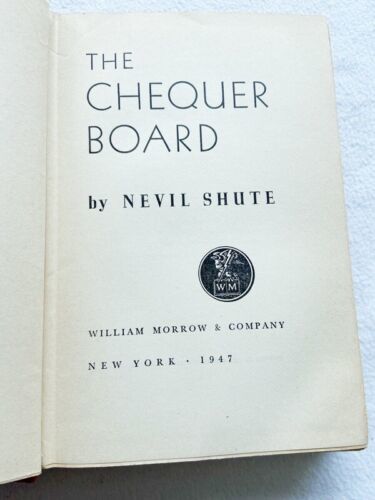 THE
CHEQUER
BOARD
by NEVIL SHUTE
WM
WILLIAM MORROW & COMPANY
NEW YORK · 1947